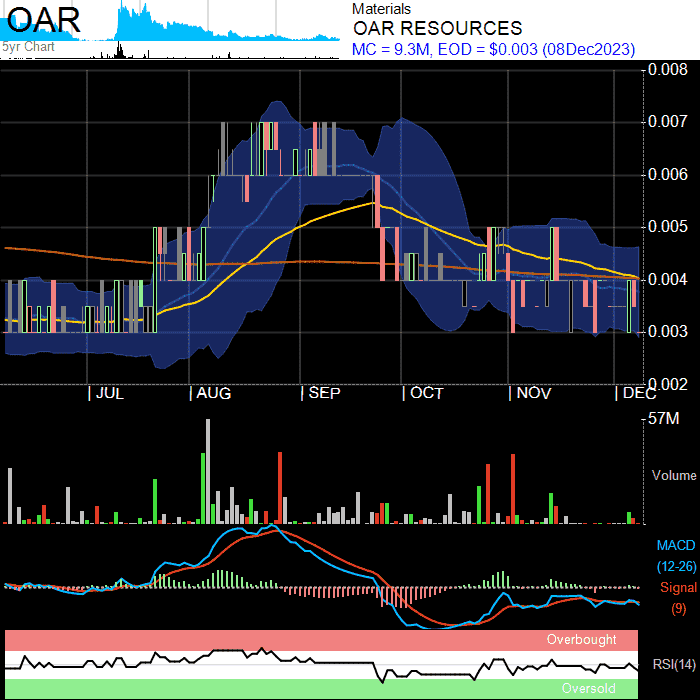 OAR
5yr Chart
Materials
OAR RESOURCES
MC = 9.3M, EOD = $0.003 (08Dec2023)
0.008
0.007
0.006
0.005
0.004
0.003
0.002
JUL AUG SEP OCT NOV DEC
57M
Volume
MACD
(12-26)
Signal
(9)
Overbought
RSI(14)
Oversold